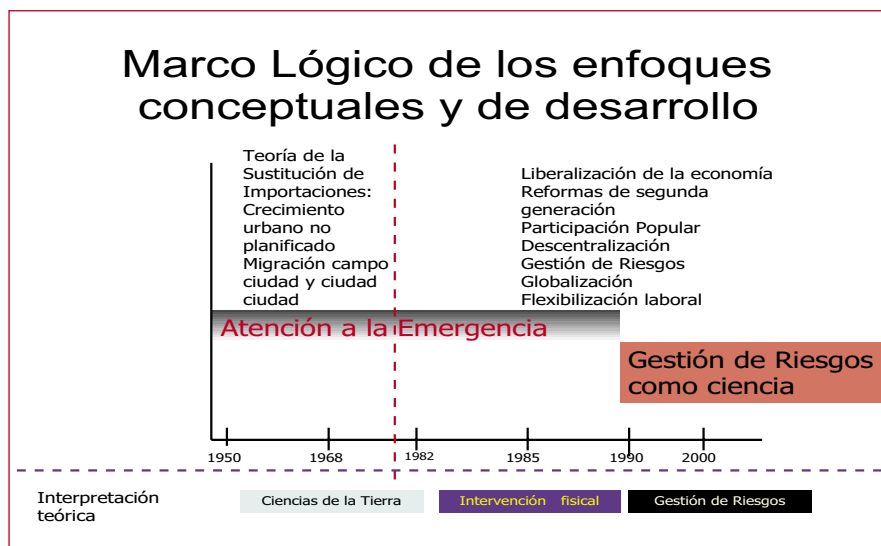 Marco Lógico de los enfoques
conceptuales y de desarrollo
Teoría de la
Sustitución de
Importaciones:
Crecimiento
urbano no
planificado
Migración campo
ciudad y ciudad
ciudad
Liberalización de la economía
Reformas de segunda
generación
Participación Popular
Descentralización
Gestión de Riesgos
Globalización
Flexibilización laboral
Atención a la Emergencia
Gestión de Riesgos
como ciencia
1950 1968 1982 1985 1990 2000
Interpretación
teórica
Ciencias de la Tierra
Intervención fisical
Gestión de Riesgos